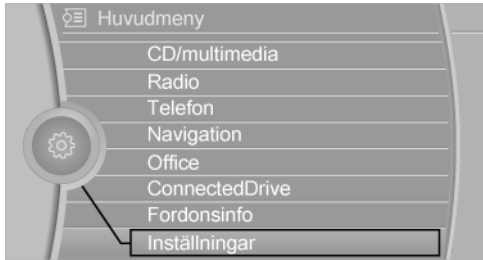 Huvudmeny
CD/multimedia
Radio
Telefon
Navigation
Office
ConnectedDrive
Fordonsinfo
Inställningar